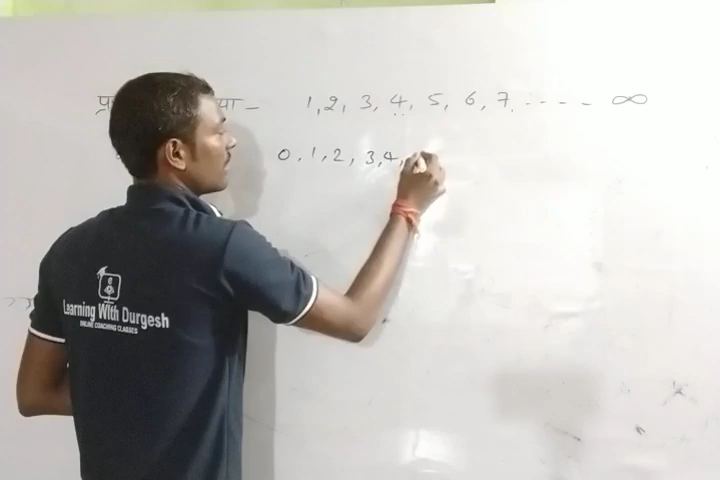 1, 2, 3, 4, 5, 6, 7, - - - - ∞
0, 1, 2, 3, 4,
Learning With Durgesh
ONLINE COACHING CLASSES